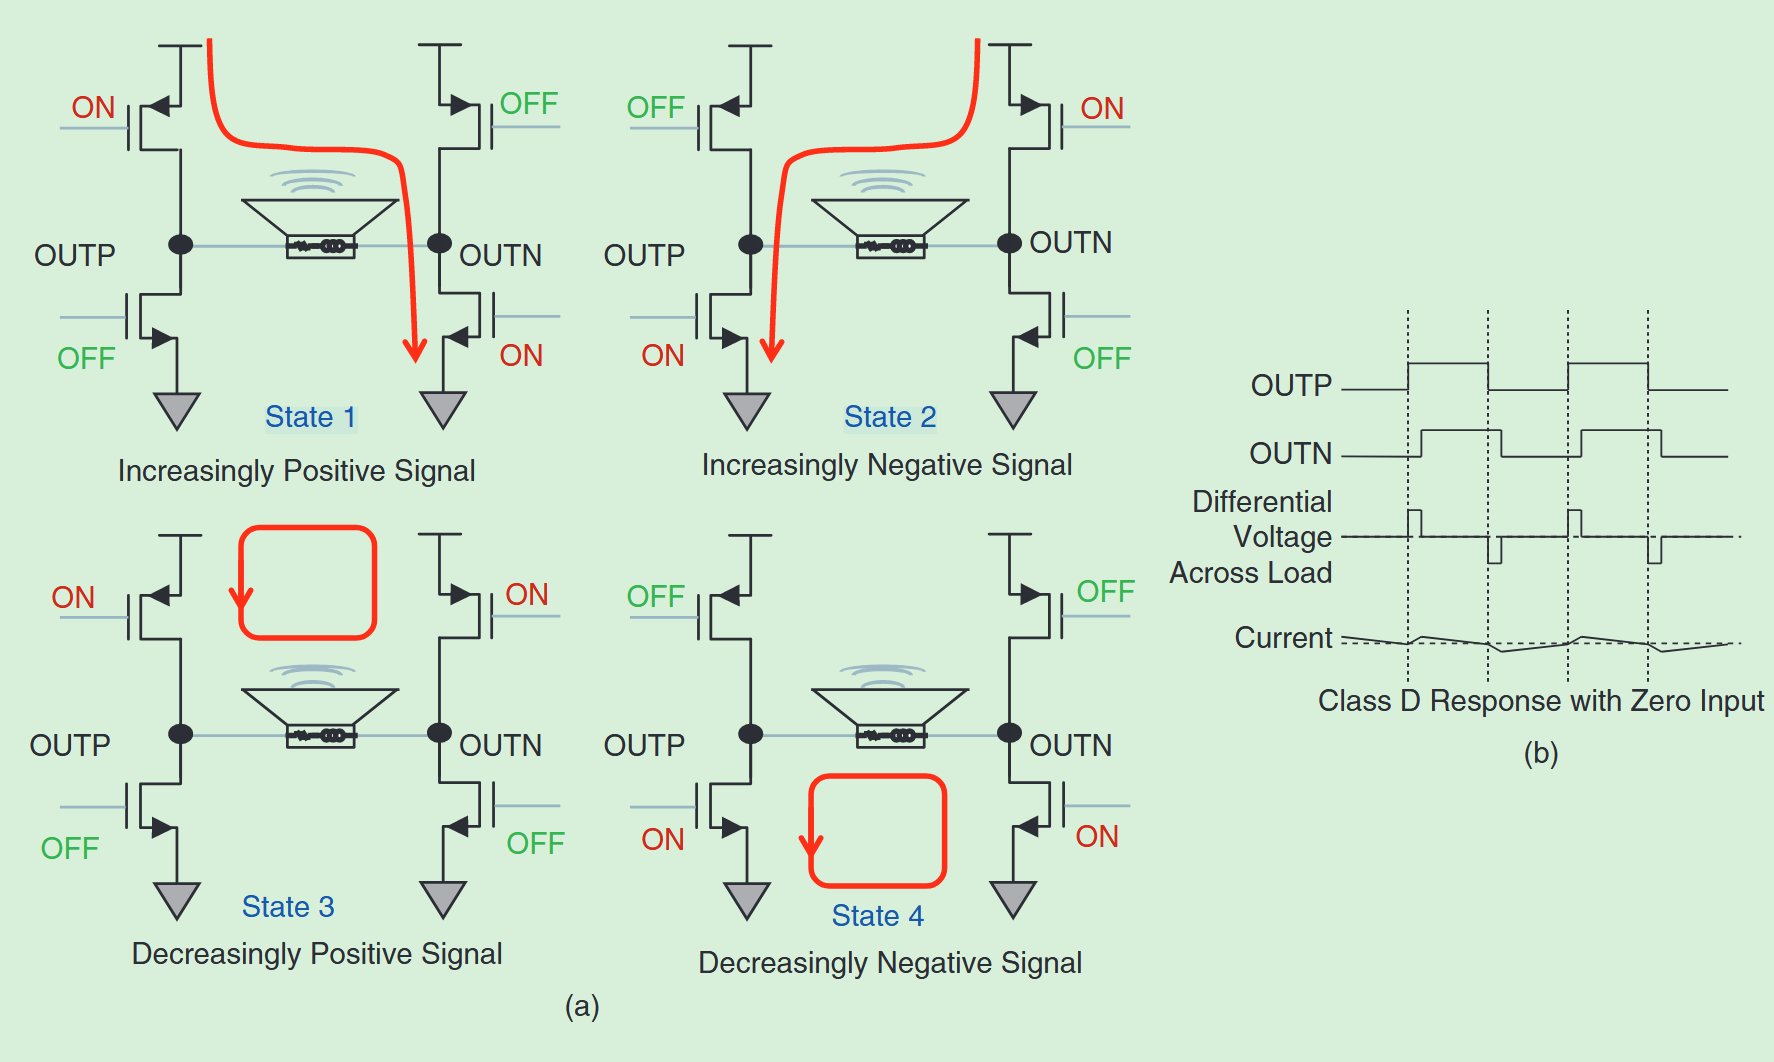 ON
OFF
OUTP
OUTN
OFF
ON
State 1
Increasingly Positive Signal
OFF
ON
OUTP
OUTN
ON
OFF
State 2
Increasingly Negative Signal
ON
ON
OUTP
OUTN
OFF
OFF
State 3
Decreasingly Positive Signal
OFF
OFF
OUTP
OUTN
ON
ON
State 4
Decreasingly Negative Signal
(a)
OUTP
OUTN
Differential
Voltage
Across Load
Current
Class D Response with Zero Input
(b)